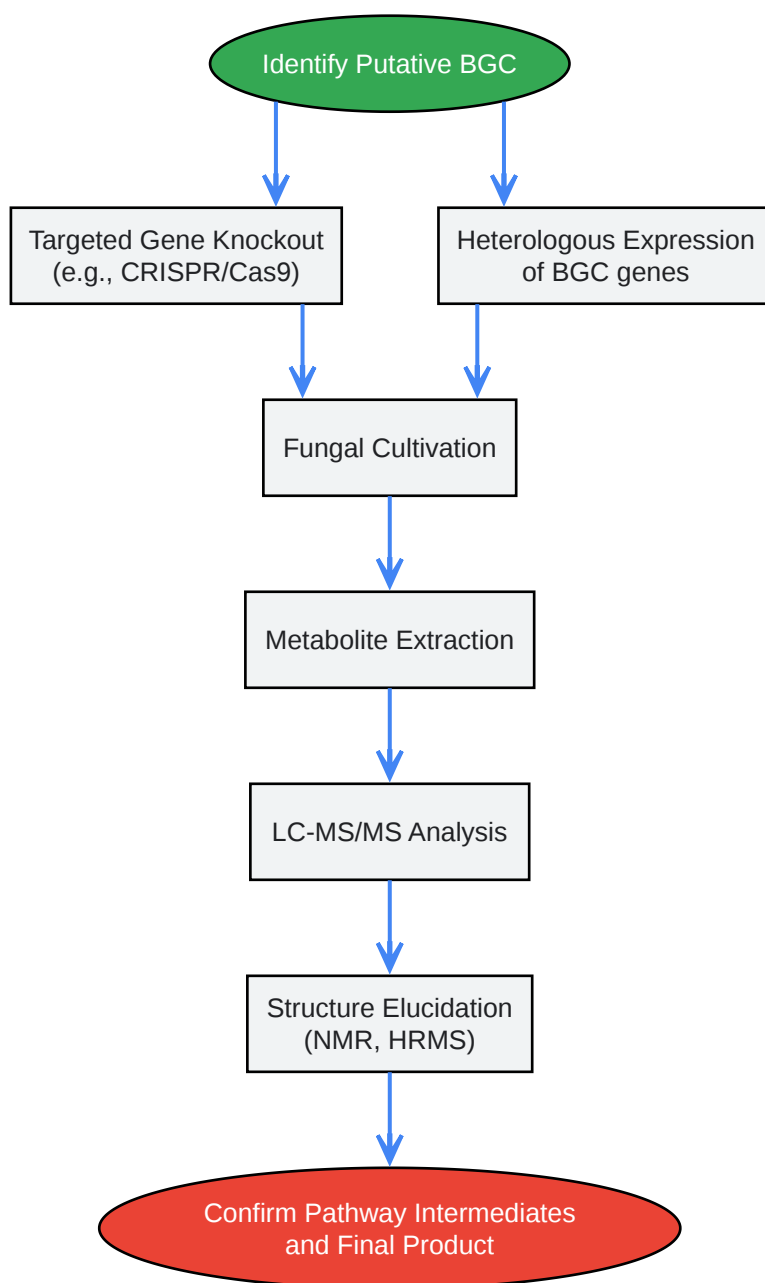 Identify Putative BGC
Targeted Gene Knockout
(e.g., CRISPR/Cas9)
Heterologous Expression
of BGC genes
Fungal Cultivation
Metabolite Extraction
LC-MS/MS Analysis
Structure Elucidation
(NMR, HRMS)
Confirm Pathway Intermediates
and Final Product